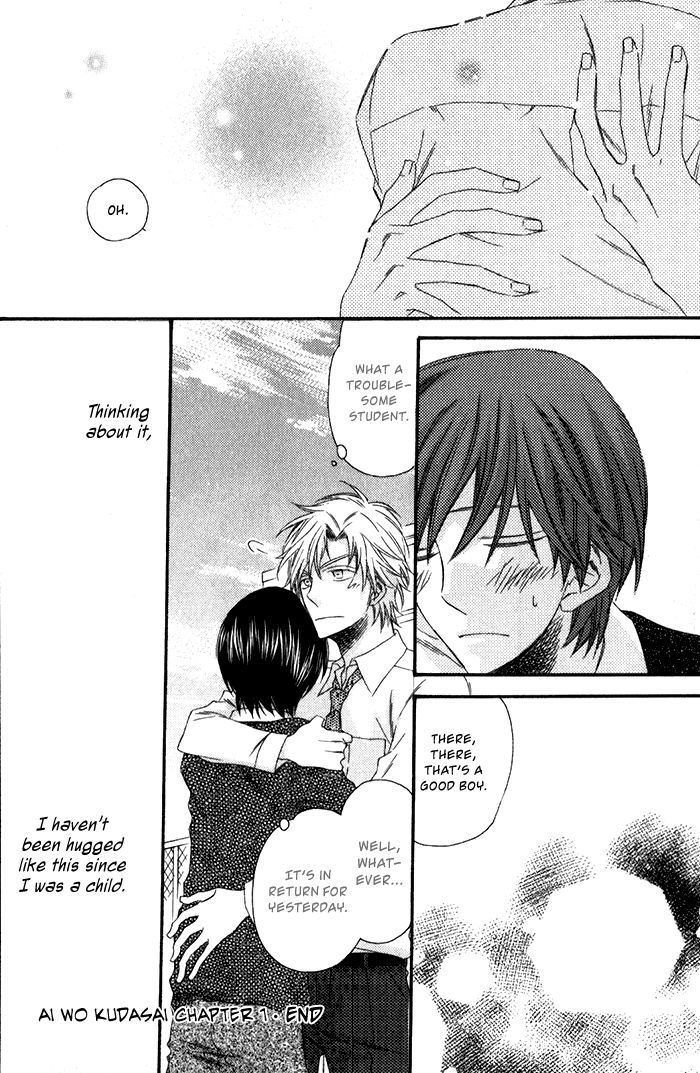 OH.
WHAT A
TROUBLE-
SOME
STUDENT.
Thinking
about it,
THERE,
THERE,
THAT'S A
GOOD BOY.
WELL,
WHAT-
EVER...
IT'S IN
RETURN FOR
YESTERDAY.
I haven't
been hugged
like this since
I was a child.
AI WO KUDASAI CHAPTER 1 • END